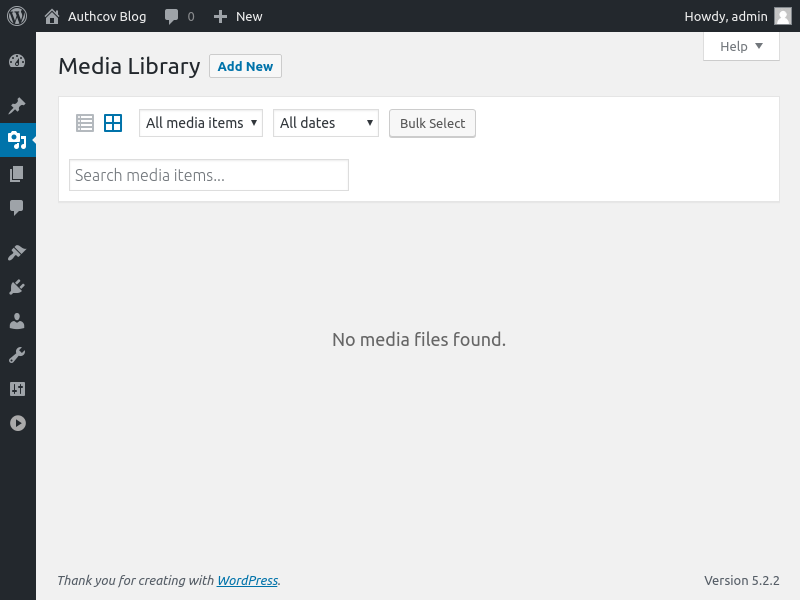 Authcov Blog 0 New Howdy, admin
Help
Media Library Add New
All media items All dates Bulk Select
Search media items...
No media files found.
Thank you for creating with WordPress. Version 5.2.2